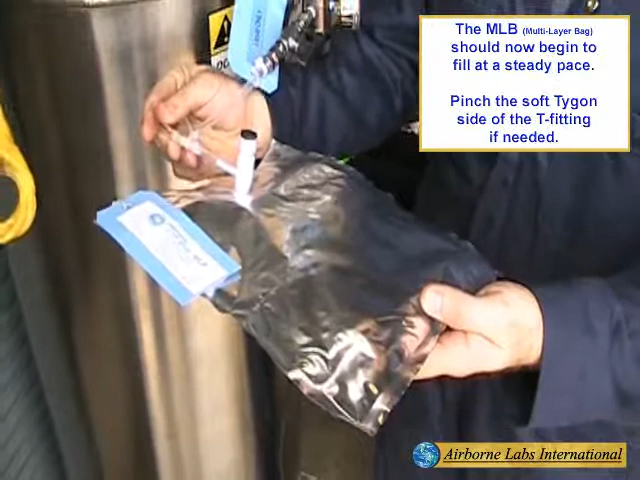 The MLB (Multi-Layer Bag)
should now begin to
fill at a steady pace.
Pinch the soft Tygon
side of the T-fitting
if needed.
Airborne Labs International